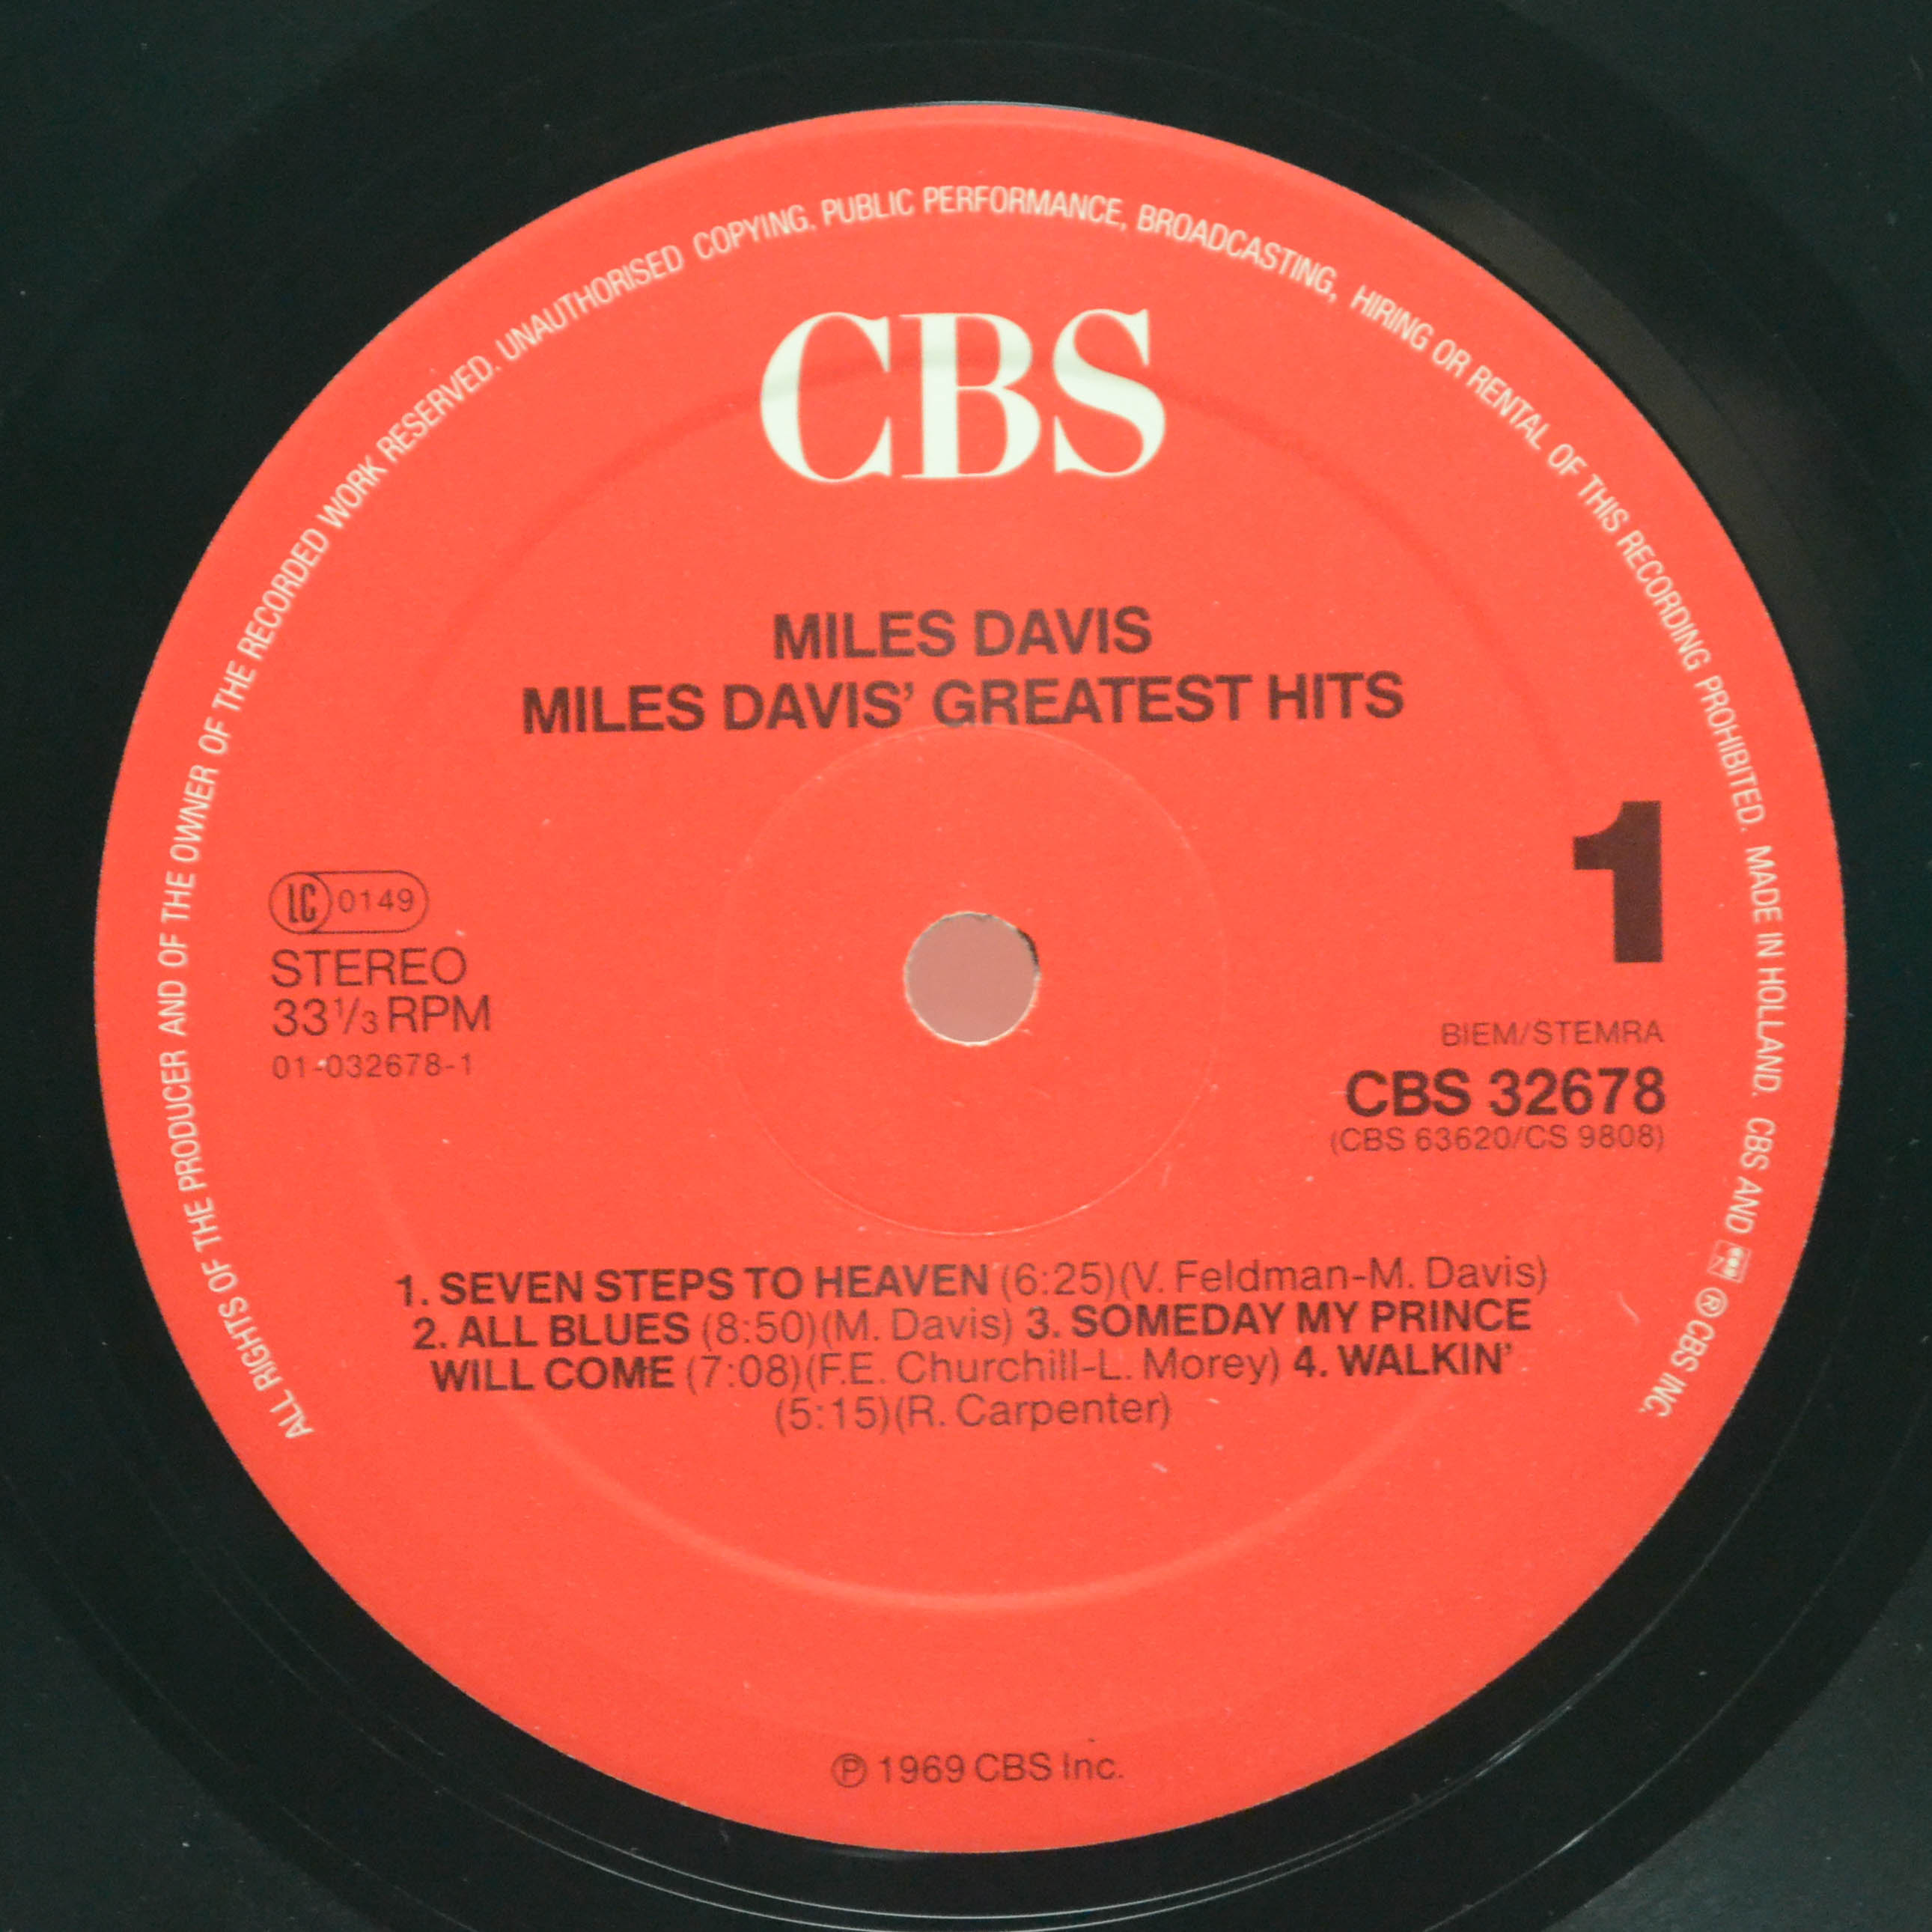 ALL RIGHTS OF THE PRODUCER AND OF THE OWNER OF THE RECORDED WORK RESERVED. UNAUTHORISED COPYING, PUBLIC PERFORMANCE, BROADCASTING, HIRING OR RENTAL OF THIS RECORDING PROHIBITED. MADE IN HOLLAND. CBS AND ® CBS INC.
CBS
MILES DAVIS
MILES DAVIS’ GREATEST HITS
1
LC 0149
STEREO
33⅓ RPM
01-032678-1
BIEM/STEMRA
CBS 32678
(CBS 63620/CS 9808)
1. SEVEN STEPS TO HEAVEN (6:25)(V. Feldman-M. Davis)
2. ALL BLUES (8:50)(M. Davis) 3. SOMEDAY MY PRINCE
WILL COME (7:08)(F.E. Churchill-L. Morey) 4. WALKIN’
(5:15)(R. Carpenter)
℗ 1969 CBS Inc.